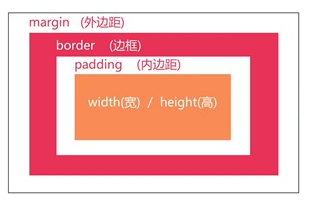 margin (外边距)
border (边框)
padding (内边距)
width(宽) / height(高)